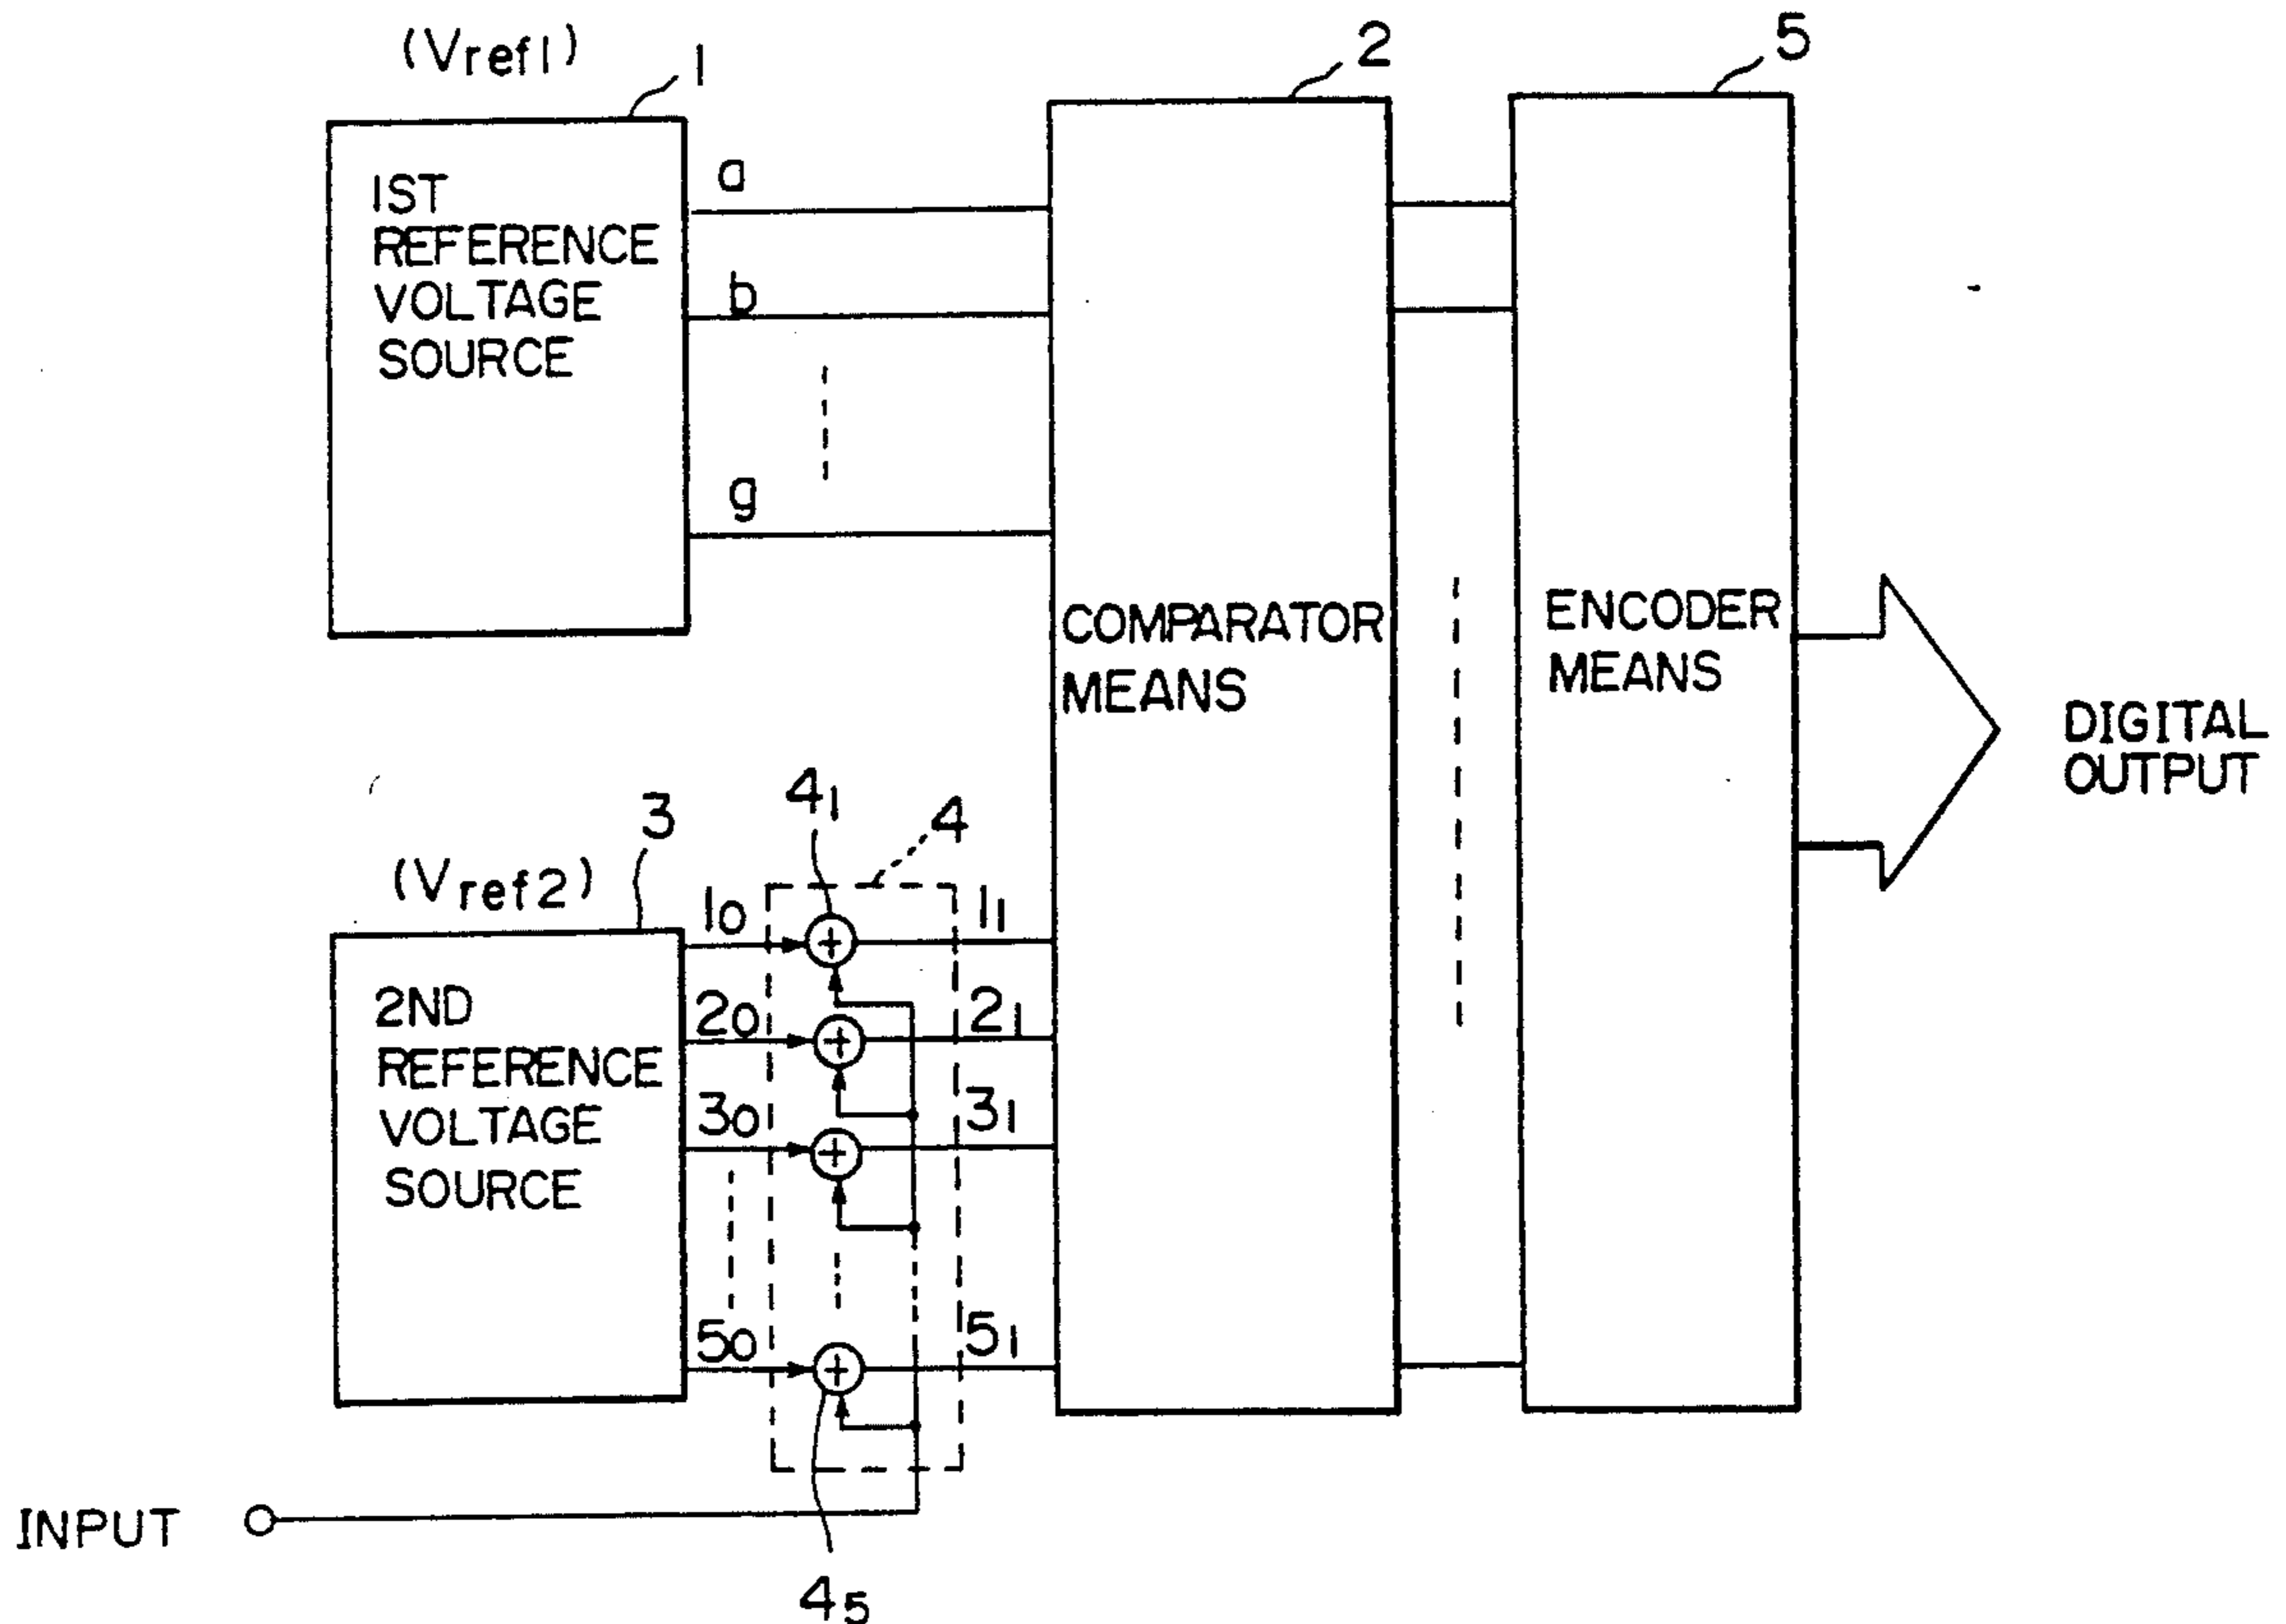 (Vref1)
1
2
5
1ST
REFERENCE
VOLTAGE
SOURCE
a
b
g
COMPARATOR
MEANS
ENCODER
MEANS
DIGITAL
OUTPUT
(Vref2)
3
4₁
4
2ND
REFERENCE
VOLTAGE
SOURCE
1₀
1₁
2₀
2₁
3₀
3₁
5₀
5₁
INPUT
4₅